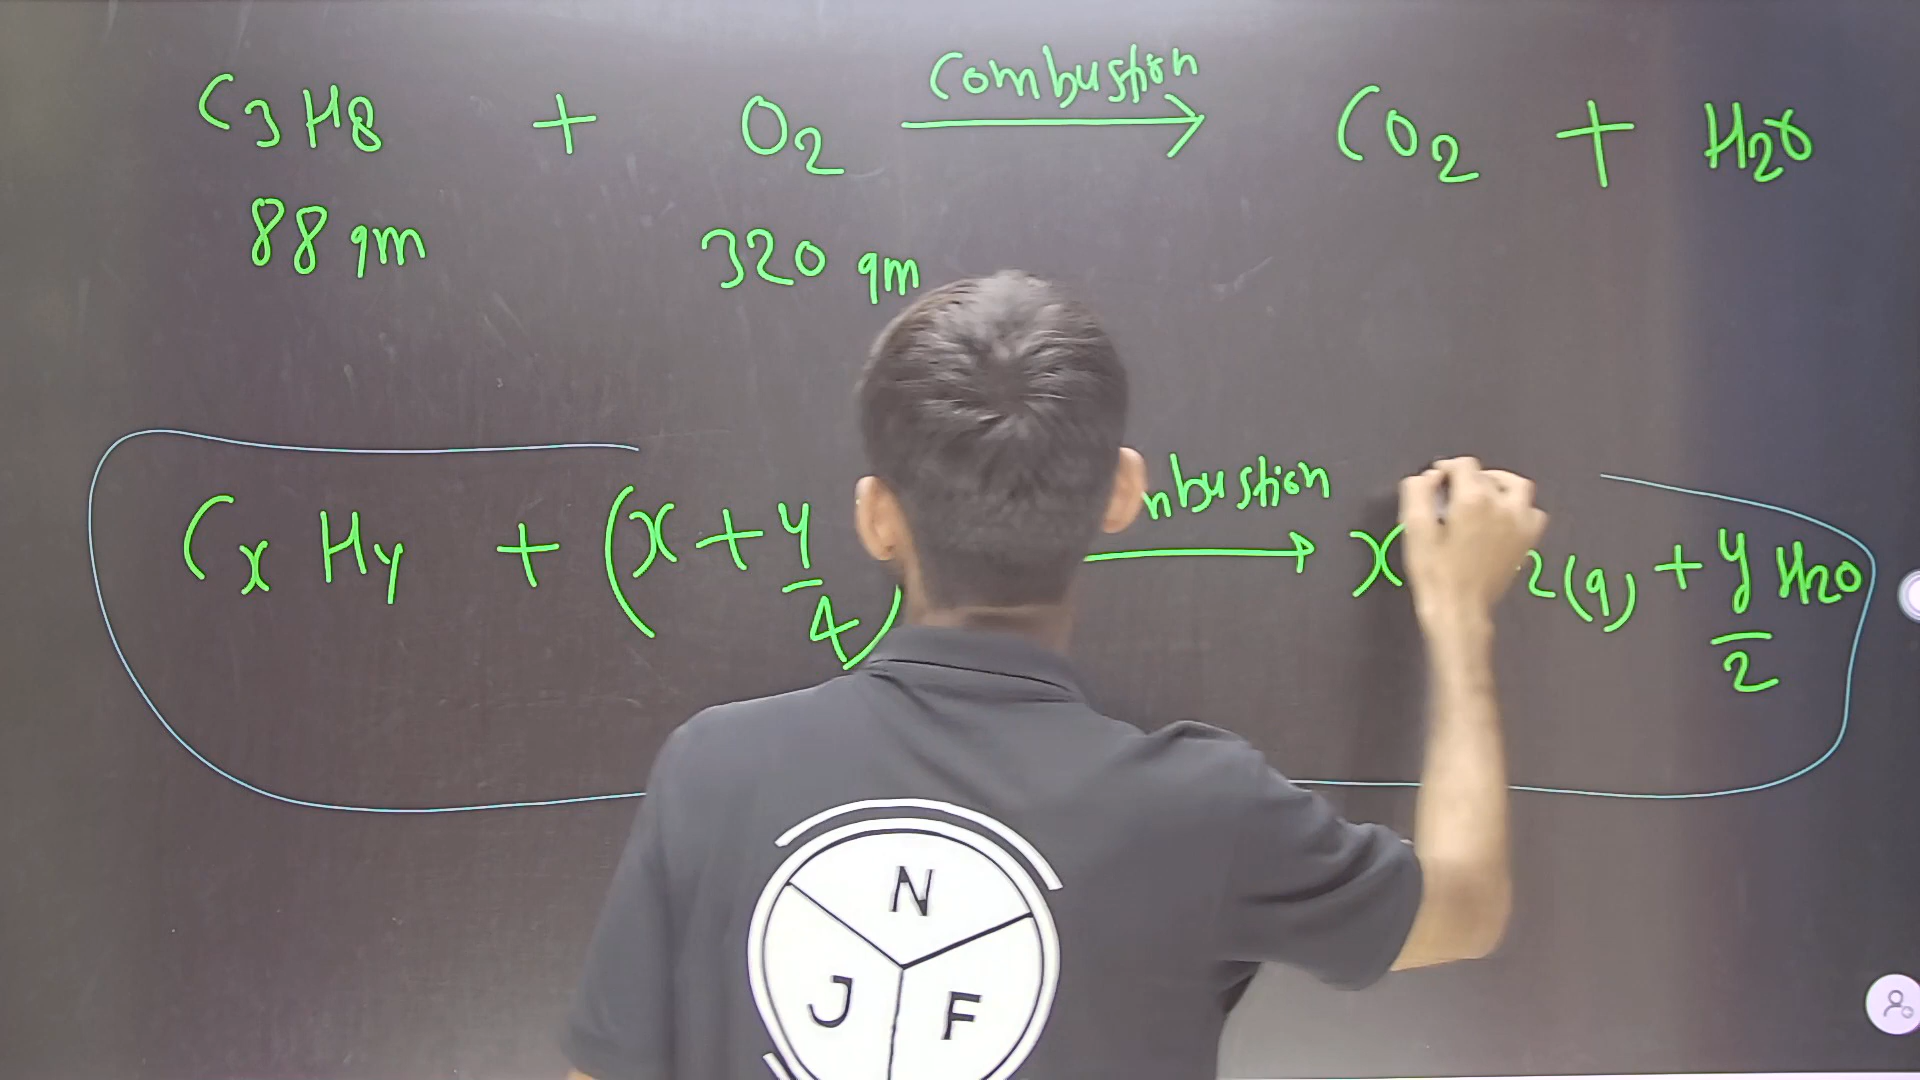 C3H8 + O2 Combustion → CO2 + H2O
88 gm 320 gm
CxHy + (x + y/4) nbustion → x 2(g) + y/2 H2O
N
J F